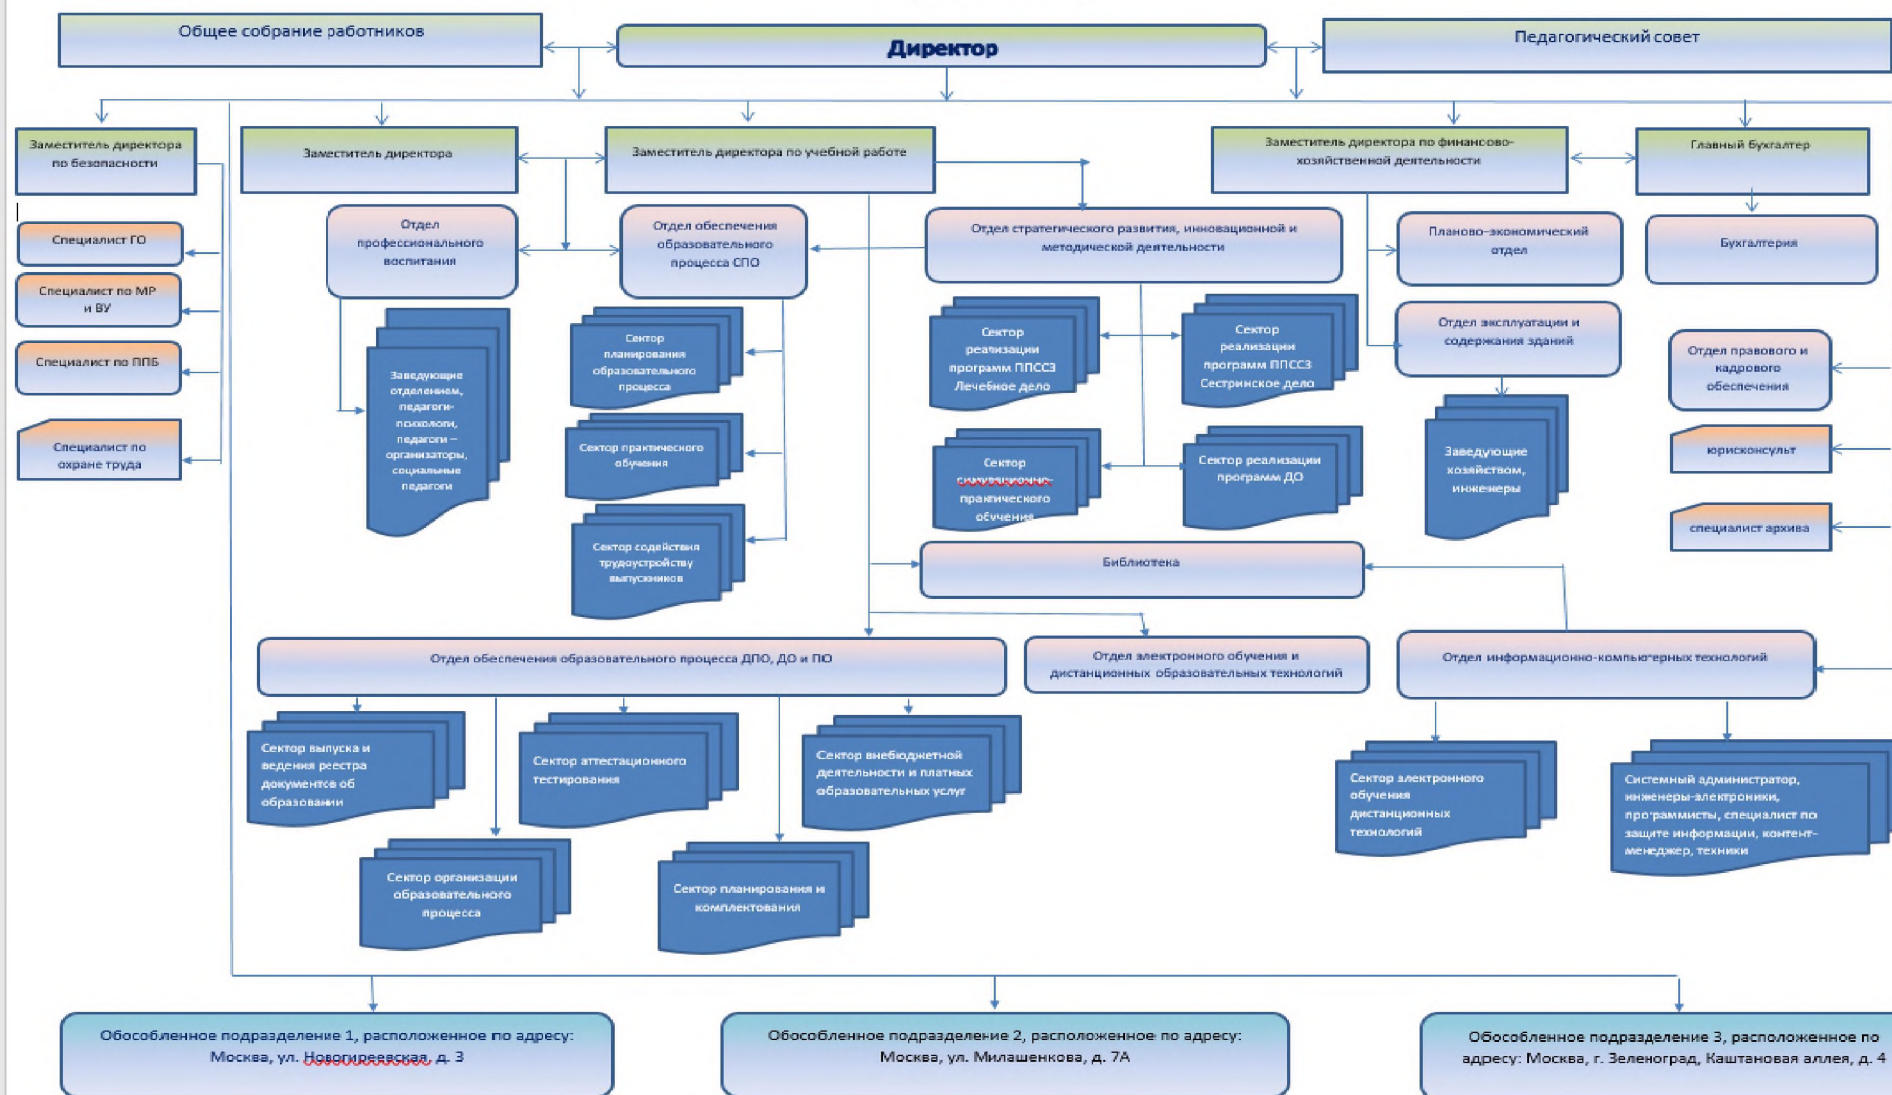 Общее собрание работников
Директор
Педагогический совет
Заместитель директора
по безопасности
Заместитель директора
Заместитель директора по учебной работе
Заместитель директора по финансово-
хозяйственной деятельности
Главный бухгалтер
Специалист ГО
Специалист по МР
и ВУ
Специалист по ППБ
Специалист по
охране труда
Отдел
профессионального
воспитания
Отдел обеспечения
образовательного
процесса СПО
Отдел стратегического развития, инновационной и
методической деятельности
Планово-экономический
отдел
Бухгалтерия
Заведующие
отделением,
педагоги-
психологи,
педагоги –
организаторы,
социальные
педагоги
Сектор
планирования
образовательного
процесса
Сектор практического
обучения
Сектор содействия
трудоустройству
выпускников
Сектор
реализации
программ ППССЗ
Лечебное дело
Сектор
реализации
программ ППССЗ
Сестринское дело
Сектор
симуляционно-
практического
обучения
Сектор реализации
программ ДО
Отдел эксплуатации и
содержания зданий
Заведующие
хозяйством,
инженеры
Отдел правового и
кадрового
обеспечения
юрисконсульт
специалист архива
Библиотека
Отдел обеспечения образовательного процесса ДПО, ДО и ПО
Отдел электронного обучения и
дистанционных образовательных технологий
Отдел информационно-компьютерных технологий
Сектор выпуска и
ведения реестра
документов об
образовании
Сектор аттестационного
тестирования
Сектор внебюджетной
деятельности и платных
образовательных услуг
Сектор организации
образовательного
процесса
Сектор планирования и
комплектования
Сектор электронного
обучения
дистанционных
технологий
Системный администратор,
инженеры-электроники,
программисты, специалист по
защите информации, контент-
менеджер, техники
Обособленное подразделение 1, расположенное по адресу:
Москва, ул. Новогиреевская, д. 3
Обособленное подразделение 2, расположенное по адресу:
Москва, ул. Милашенкова, д. 7А
Обособленное подразделение 3, расположенное по
адресу: Москва, г. Зеленоград, Каштановая аллея, д. 4